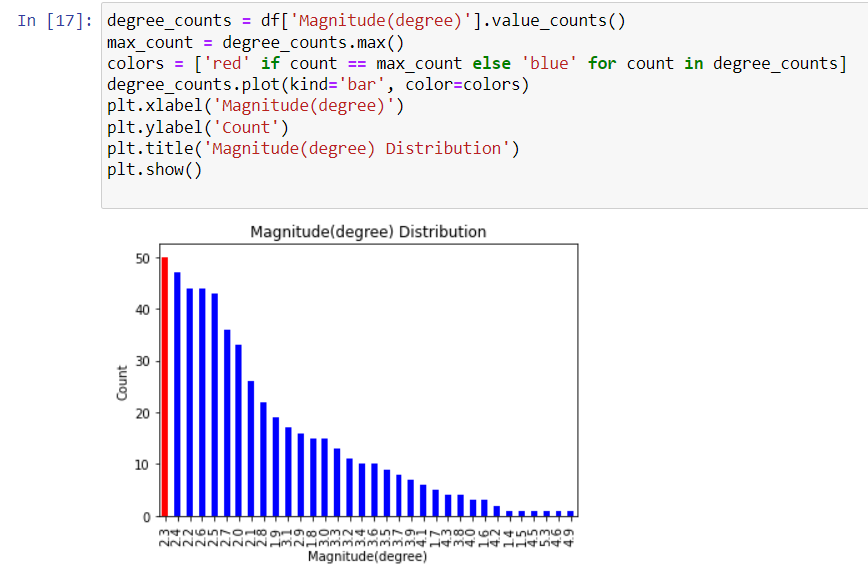 In [17]: degree_counts = df['Magnitude(degree)'].value_counts()
max_count = degree_counts.max()
colors = ['red' if count == max_count else 'blue' for count in degree_counts]
degree_counts.plot(kind='bar', color=colors)
plt.xlabel('Magnitude(degree)')
plt.ylabel('Count')
plt.title('Magnitude(degree) Distribution')
plt.show()
Magnitude(degree) Distribution
50
40
30
20
10
0
Count
2.3 2.4 2.2 2.6 2.5 2.7 2.0 2.1 2.8 1.9 3.1 2.9 1.8 3.0 3.3 3.2 3.4 3.6 3.5 3.7 3.9 4.1 1.7 4.3 3.8 4.0 1.6 4.2 1.4 1.5 4.5 5.3 4.6 4.9
Magnitude(degree)